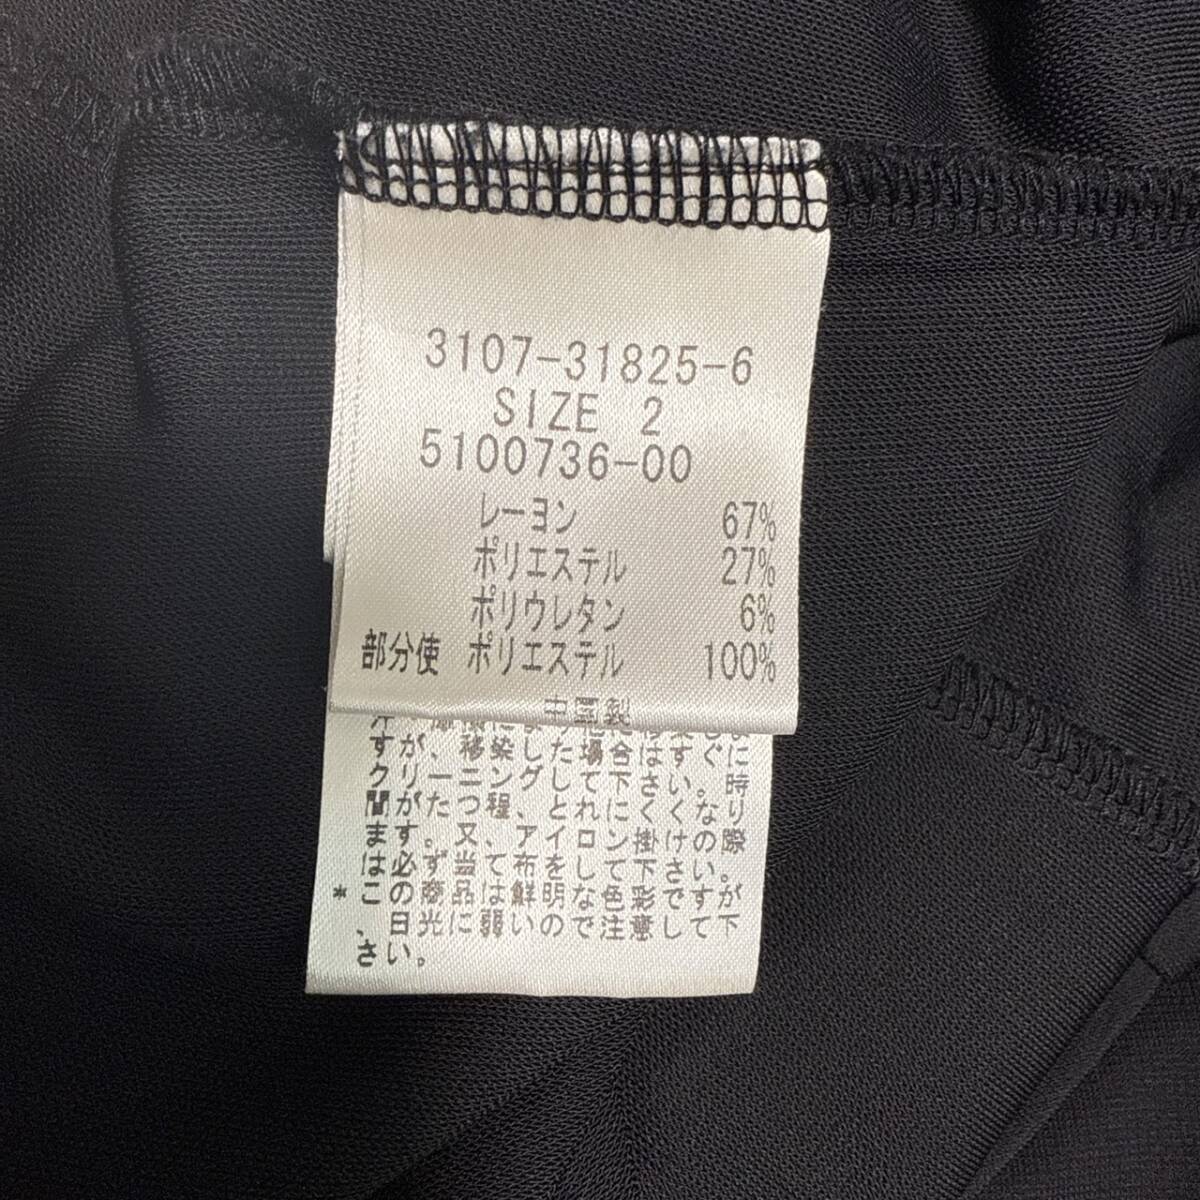 3107-31825-6
SIZE 2
5100736-00
レーヨン 67%
ポリエステル 27%
ポリウレタン 6%
部分使 ポリエステル 100%
中国製
すが、移染した場合はすぐに
クリーニングして下さい。時
間がたつ程、とれにくくなり
ます。又、アイロン掛けの際
は必ず当て布をして下さい。
* この商品は鮮明な色彩ですが
、日光に弱いので注意して下
さい。